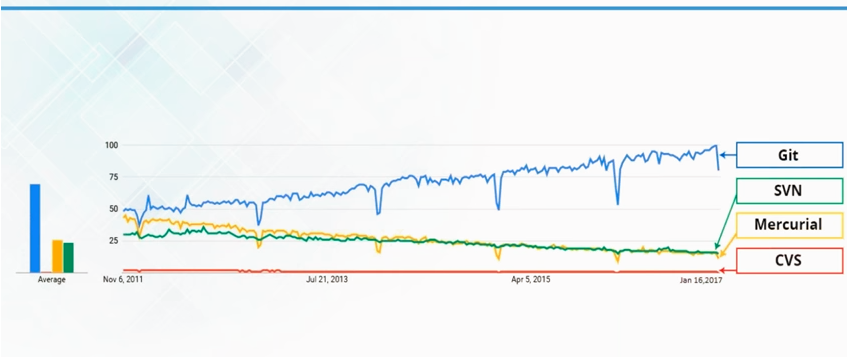 100
75
50
25
Average
Nov 6, 2011
Jul 21, 2013
Apr 5, 2015
Jan 16,2017
Git
SVN
Mercurial
CVS